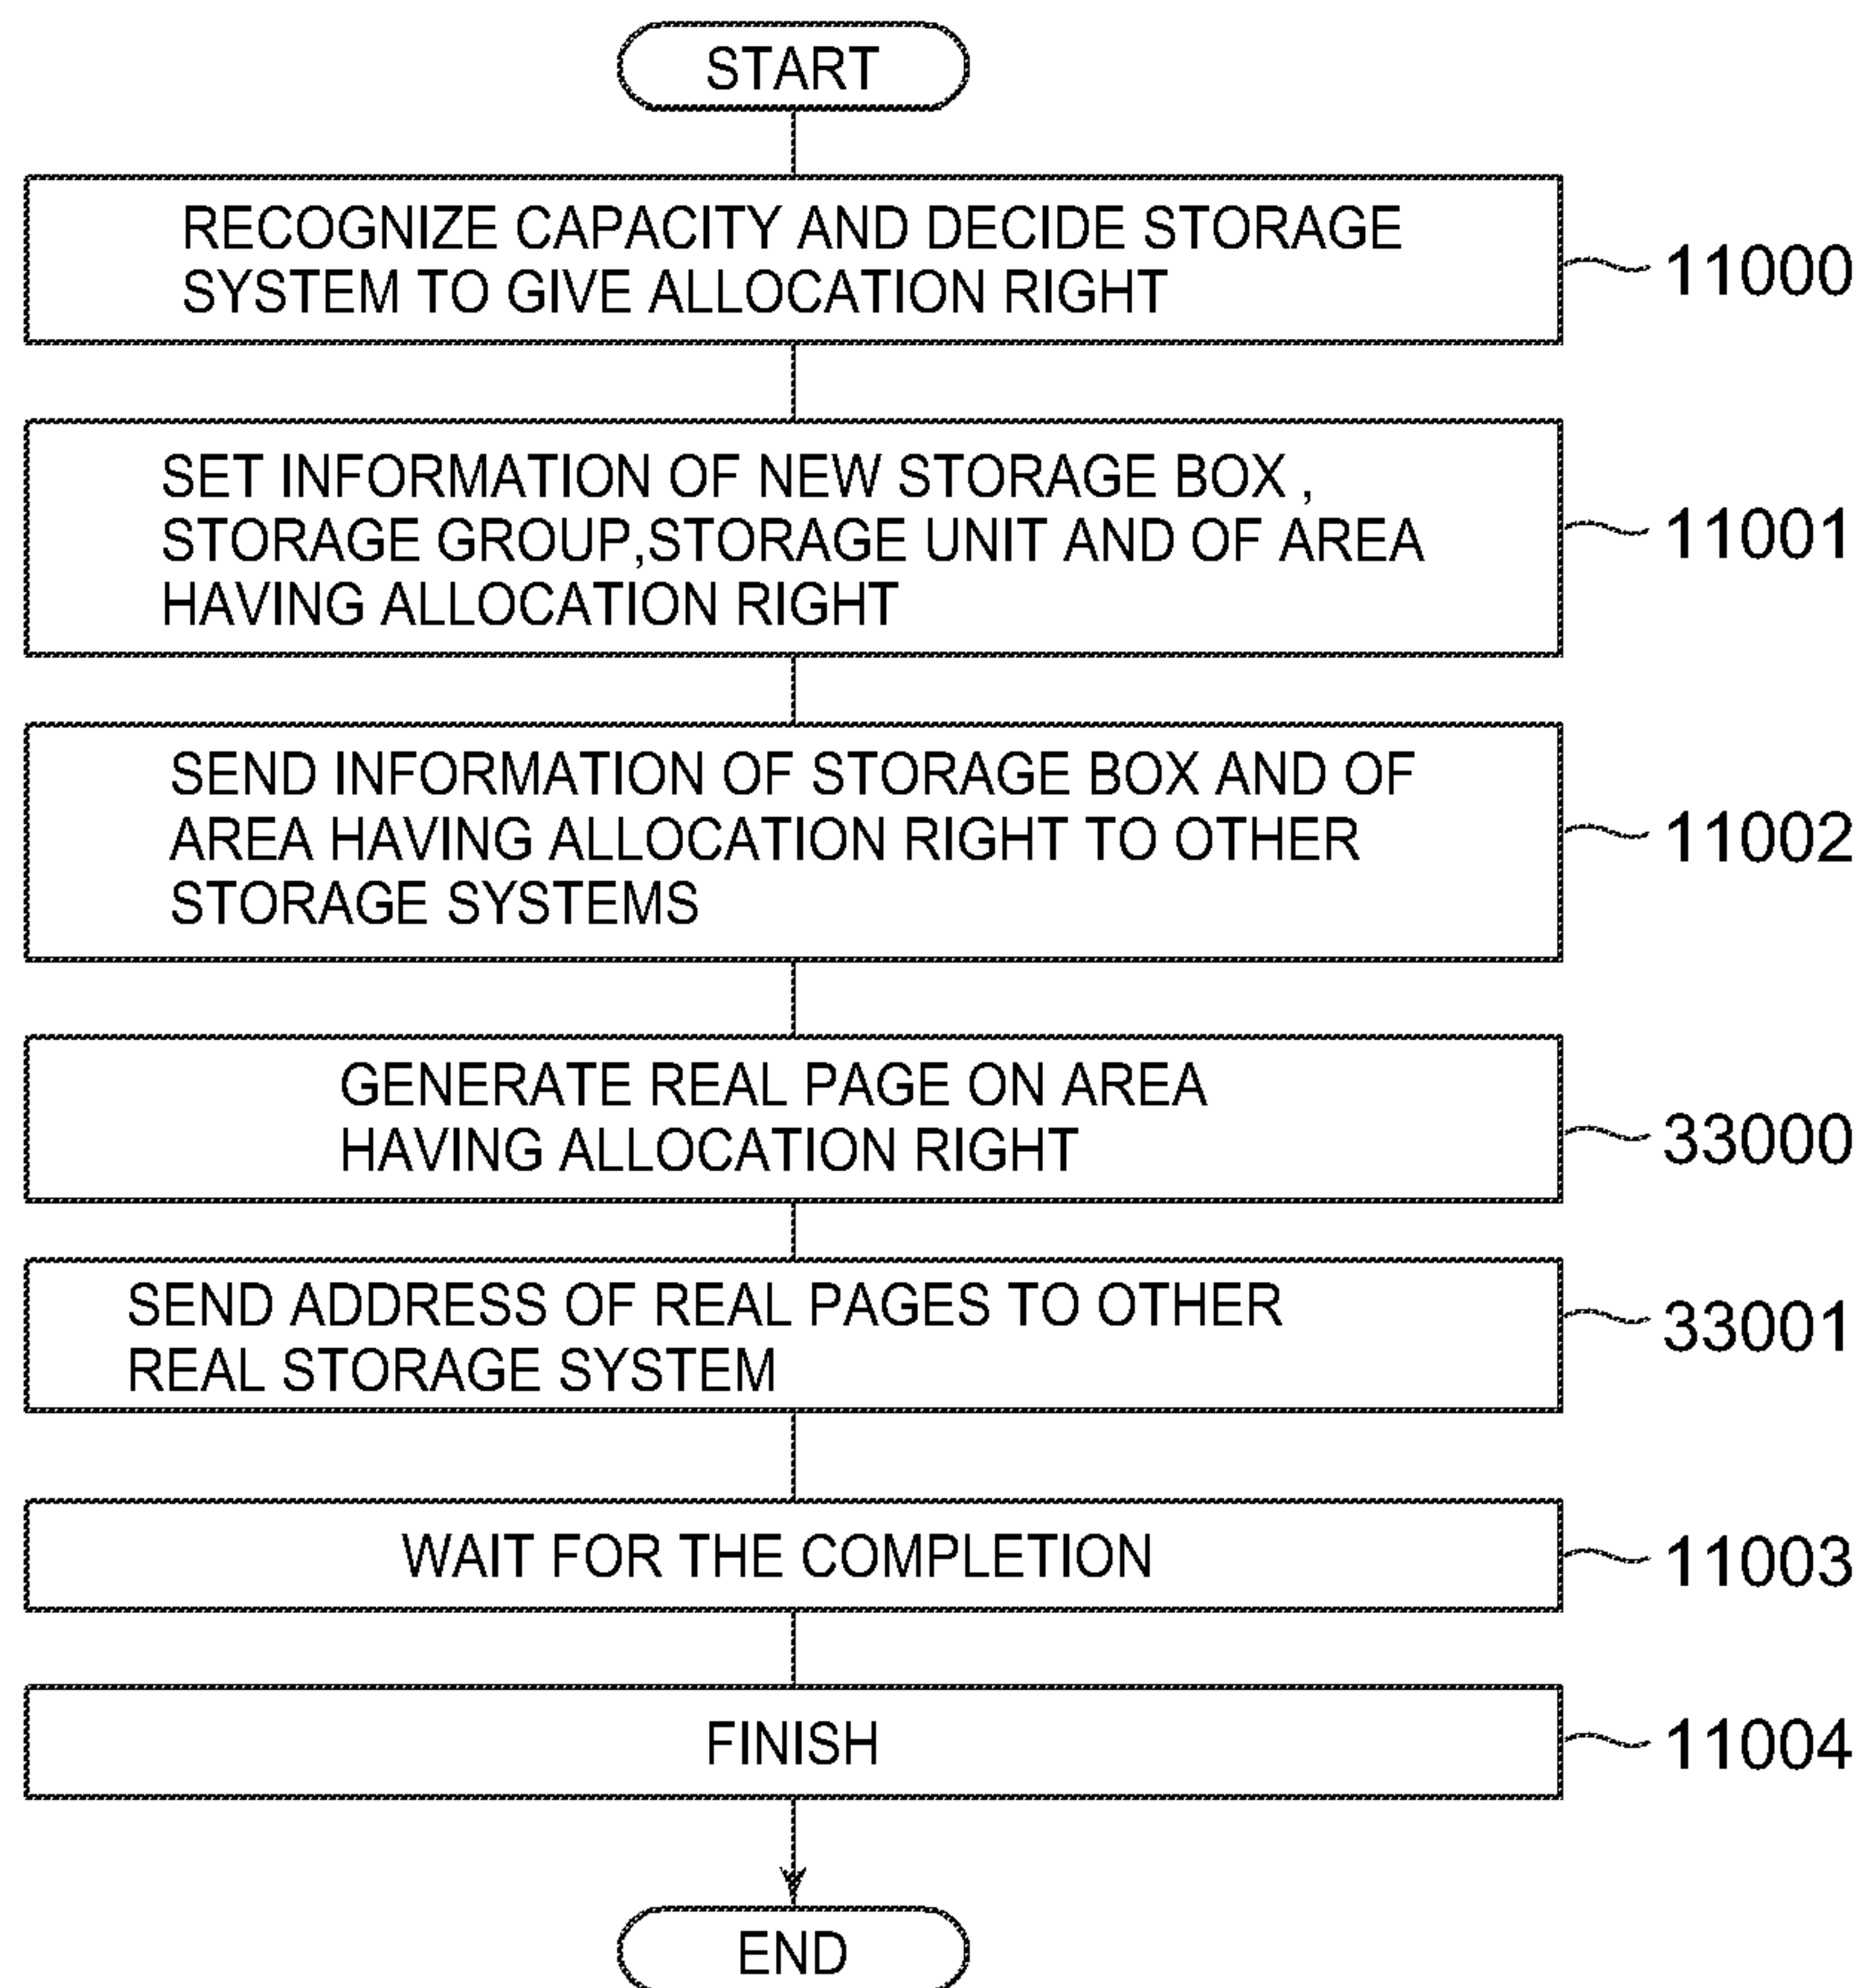 START
RECOGNIZE CAPACITY AND DECIDE STORAGE
SYSTEM TO GIVE ALLOCATION RIGHT
11000
SET INFORMATION OF NEW STORAGE BOX ,
STORAGE GROUP,STORAGE UNIT AND OF AREA
HAVING ALLOCATION RIGHT
11001
SEND INFORMATION OF STORAGE BOX AND OF
AREA HAVING ALLOCATION RIGHT TO OTHER
STORAGE SYSTEMS
11002
GENERATE REAL PAGE ON AREA
HAVING ALLOCATION RIGHT
33000
SEND ADDRESS OF REAL PAGES TO OTHER
REAL STORAGE SYSTEM
33001
WAIT FOR THE COMPLETION
11003
FINISH
11004
END